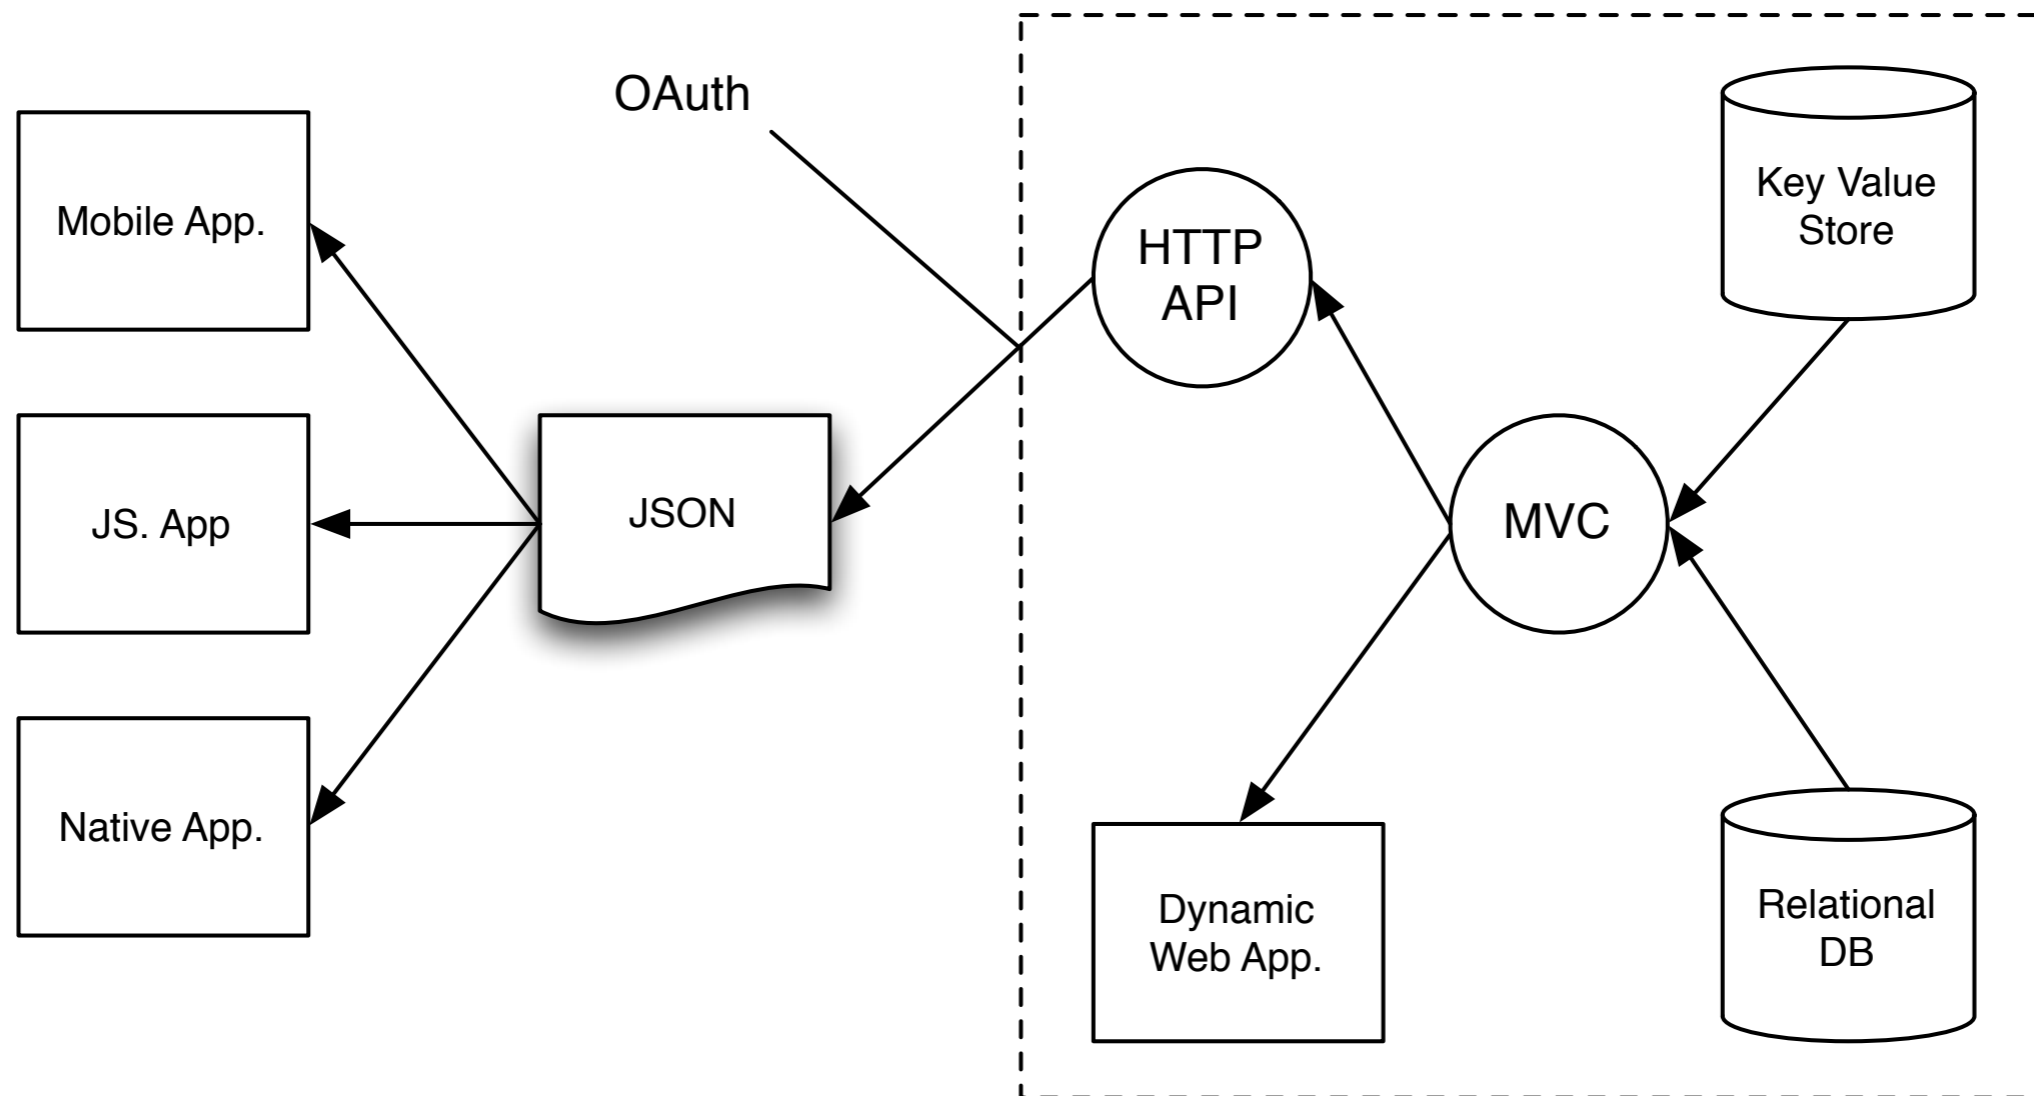 OAuth
Mobile App.
JS. App
Native App.
JSON
HTTP
API
MVC
Key Value
Store
Dynamic
Web App.
Relational
DB